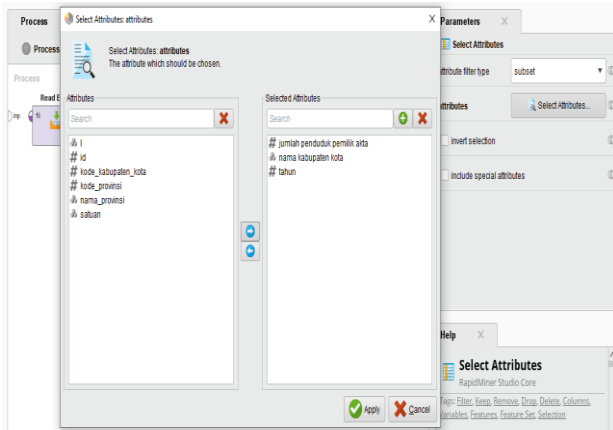 Process
Select Attributes: attributes
X
Parameters
X
Process
Select Attributes: attributes
The attribute which should be chosen.
Select Attributes
attribute filter type
subset
Process
Read E
Attributes
Selected Attributes
attributes
Select Attributes...
inp
fil
Search
Search
invert selection
I
id
kode_kabupaten_kota
kode_provinsi
nama_provinsi
satuan
jumlah penduduk pemilik akta
nama kabupaten kota
tahun
include special attributes
Help
X
Select Attributes
RapidMiner Studio Core
Apply
Cancel
Tags: Filter, Keep, Remove, Drop, Delete, Columns,
Variables, Features, Feature Set, Selection